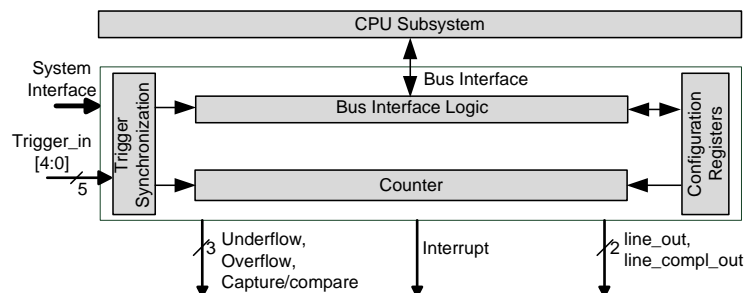 CPU Subsystem
System
Interface
Bus Interface
Trigger
Synchronization
Bus Interface Logic
Configuration
Registers
Trigger_in
[4:0]
5
Counter
3
Underflow,
Overflow,
Capture/compare
Interrupt
2
line_out,
line_compl_out